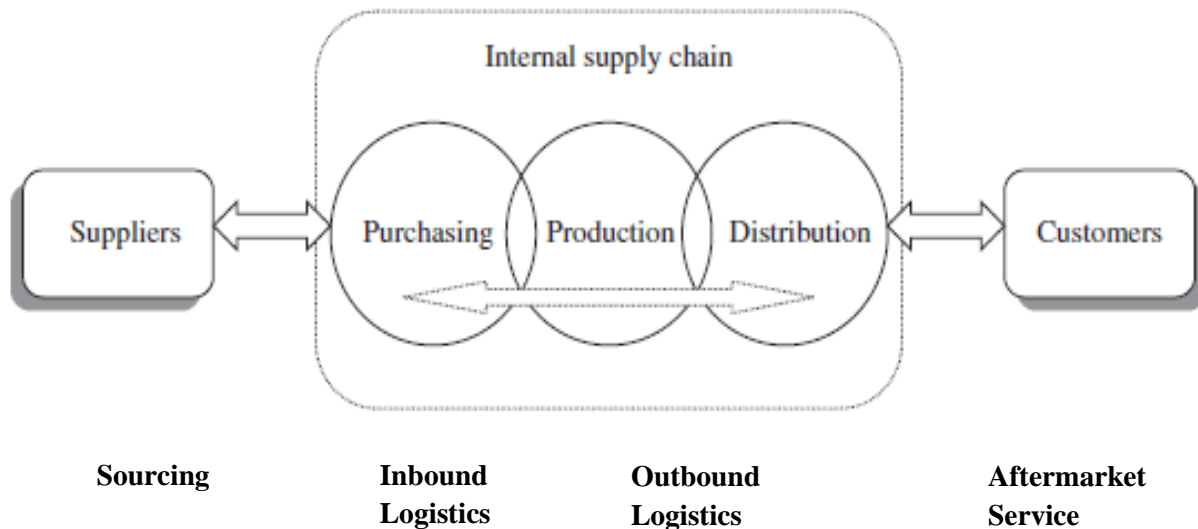 Internal supply chain
Suppliers
Purchasing
Production
Distribution
Customers
Sourcing
Inbound
Logistics
Outbound
Logistics
Aftermarket
Service